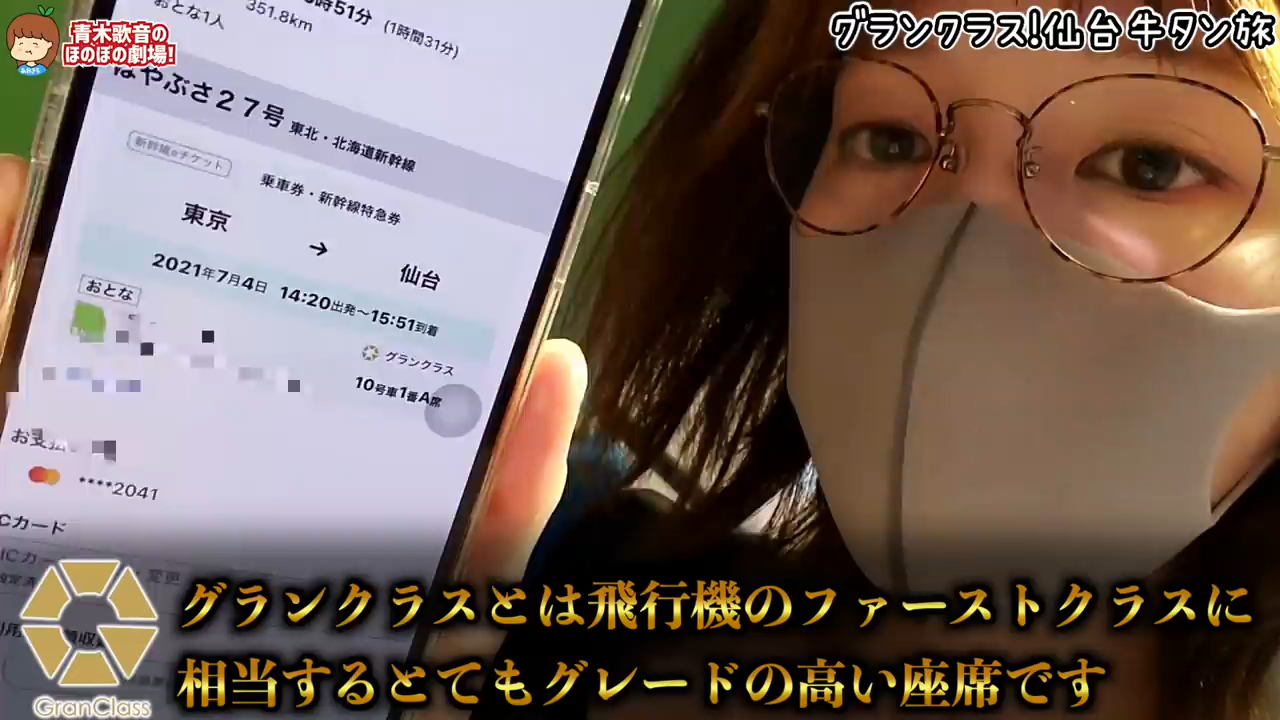 青木歌音の
ほのぼの劇場!
グランクラス!仙台牛タン旅
おとな1人
351.8km
(1時間31分)
はやぶさ27号 東北・北海道新幹線
新幹線eチケット
乗車券・新幹線特急券
東京
→
仙台
2021年7月4日 14:20出発〜15:51到着
おとな
グランクラス
10号車1番A席
****2041
Cカード
変更
グランクラスとは飛行機のファーストクラスに
相当するとてもグレードの高い座席です
GranClass